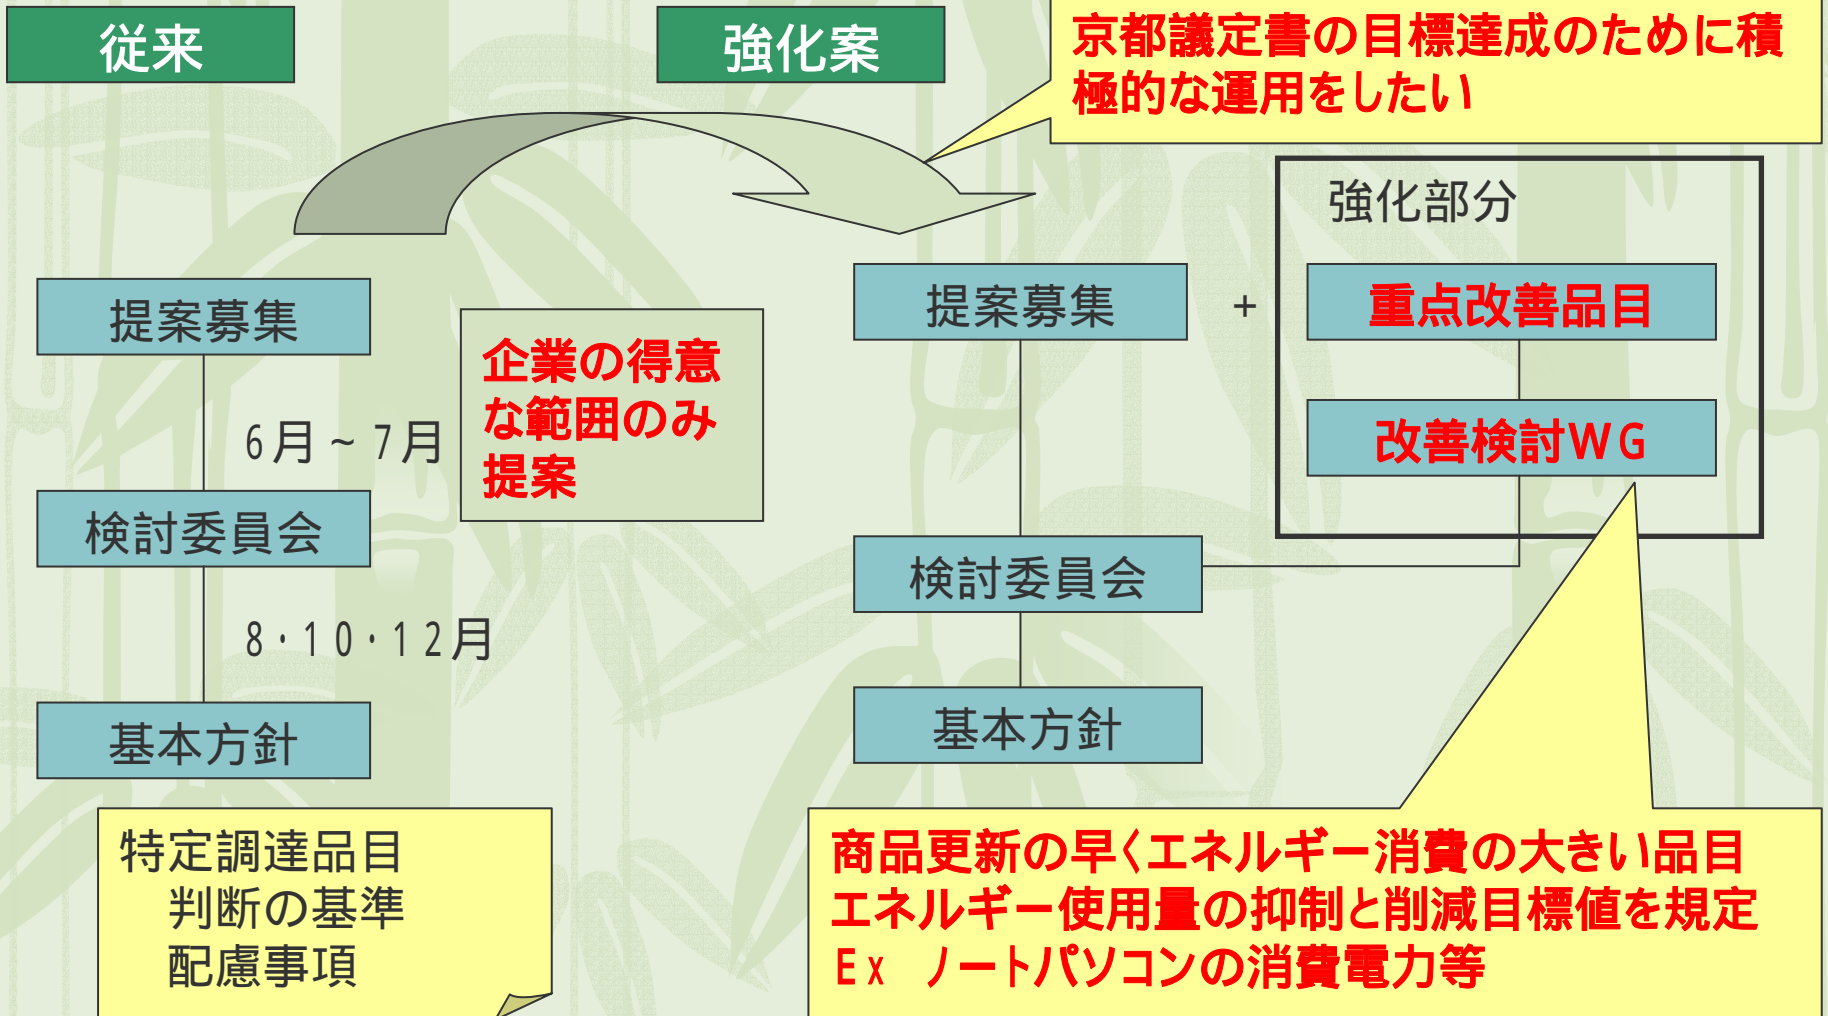 従来
強化案
京都議定書の目標達成のために積
極的な運用をしたい
提案募集
6月~7月
検討委員会
8・10・12月
基本方針
企業の得意
な範囲のみ
提案
提案募集
+
強化部分
重点改善品目
改善検討WG
検討委員会
基本方針
特定調達品目
判断の基準
配慮事項
商品更新の早くエネルギー消費の大きい品目
エネルギー使用量の抑制と削減目標値を規定
Ex ノートパソコンの消費電力等